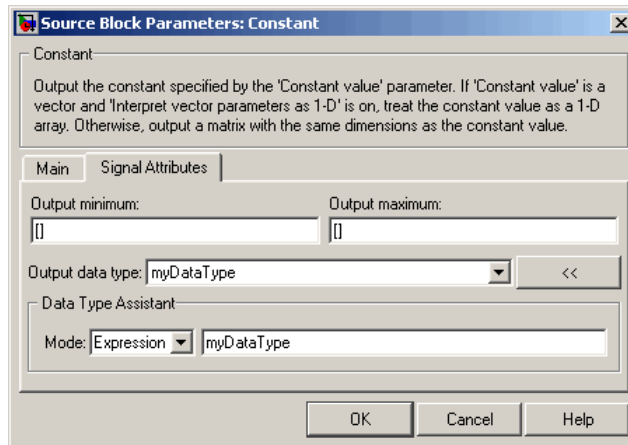 Source Block Parameters: Constant
Constant
Output the constant specified by the 'Constant value' parameter. If 'Constant value' is a
vector and 'Interpret vector parameters as 1-D' is on, treat the constant value as a 1-D
array. Otherwise, output a matrix with the same dimensions as the constant value.
Main Signal Attributes
Output minimum: Output maximum:
[] []
Output data type: myDataType <<
Data Type Assistant
Mode: Expression myDataType
OK Cancel Help